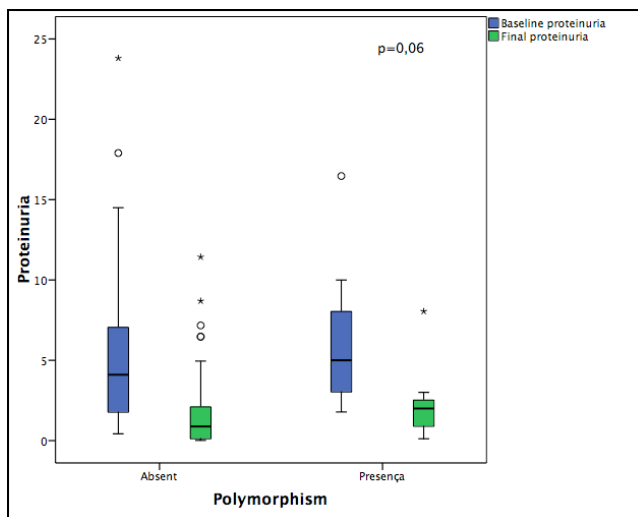 Baseline proteinuria
Final proteinuria
p=0,06
25
20
15
10
5
0
Proteinuria
Absent
Presença
Polymorphism